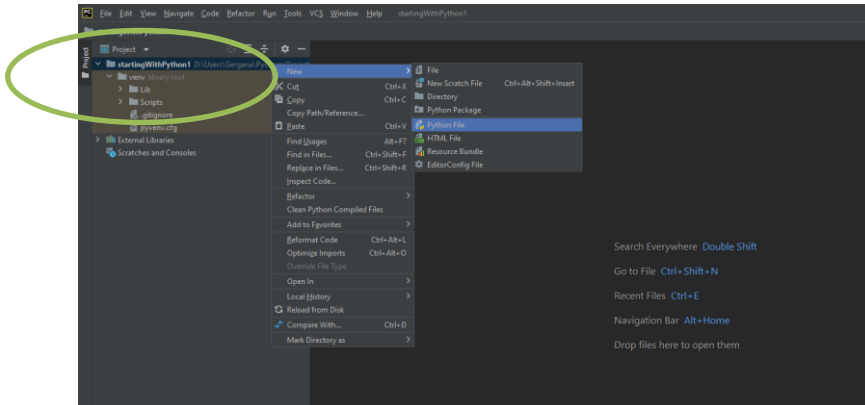 PC File Edit View Navigate Code Refactor Run Tools VCS Window Help startingWithPython1
Project
Project
startingWithPython1 D:\Users\Gergana\Pyc
venv library root
Lib
Scripts
.gitignore
pyvenv.cfg
External Libraries
Scratches and Consoles
New
Cut Ctrl+X
Copy Ctrl+C
Copy Path/Reference...
Paste Ctrl+V
Find Usages Alt+F7
Find in Files... Ctrl+Shift+F
Replace in Files... Ctrl+Shift+R
Inspect Code...
Refactor
Clean Python Compiled Files
Add to Favorites
Reformat Code Ctrl+Alt+L
Optimize Imports Ctrl+Alt+O
Override File Type
Open In
Local History
Reload from Disk
Compare With... Ctrl+D
Mark Directory as
File
New Scratch File Ctrl+Alt+Shift+Insert
Directory
Python Package
Python File
HTML File
Resource Bundle
EditorConfig File
Search Everywhere Double Shift
Go to File Ctrl+Shift+N
Recent Files Ctrl+E
Navigation Bar Alt+Home
Drop files here to open them